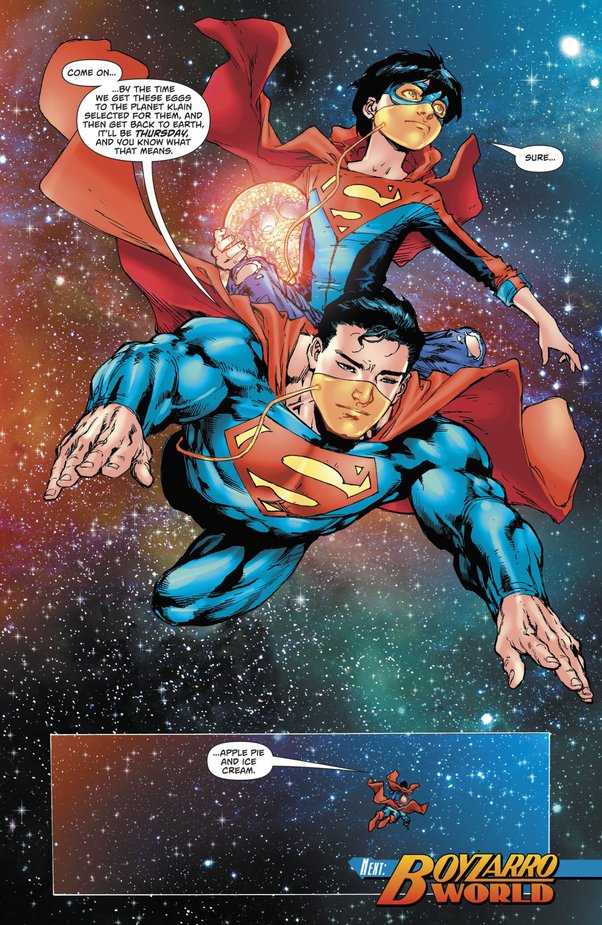 COME ON...
...BY THE TIME
WE GET THESE EGGS
TO THE PLANET KLAIN
SELECTED FOR THEM, AND
THEN GET BACK TO EARTH,
IT'LL BE THURSDAY,
AND YOU KNOW WHAT
THAT MEANS.
SURE...
...APPLE PIE
AND ICE
CREAM.
NEXT:
BOYZARRO
WORLD